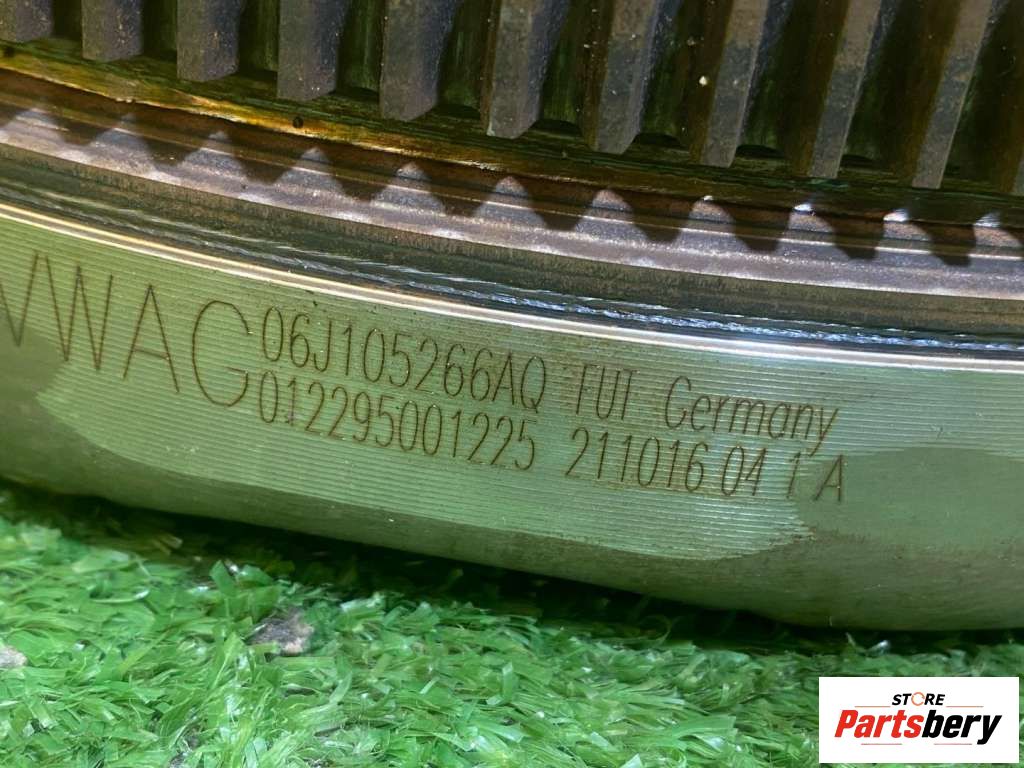 VWAG 06J105266AQ TUT Germany
012295001225 211016 04 1 A
STORE
Partsbery